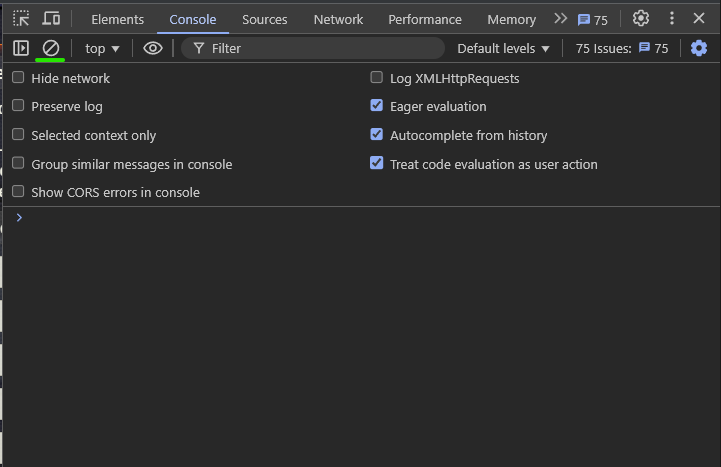 Elements Console Sources Network Performance Memory 75
top Filter Default levels 75 Issues: 75
Hide network Log XMLHttpRequests
Preserve log Eager evaluation
Selected context only Autocomplete from history
Group similar messages in console Treat code evaluation as user action
Show CORS errors in console